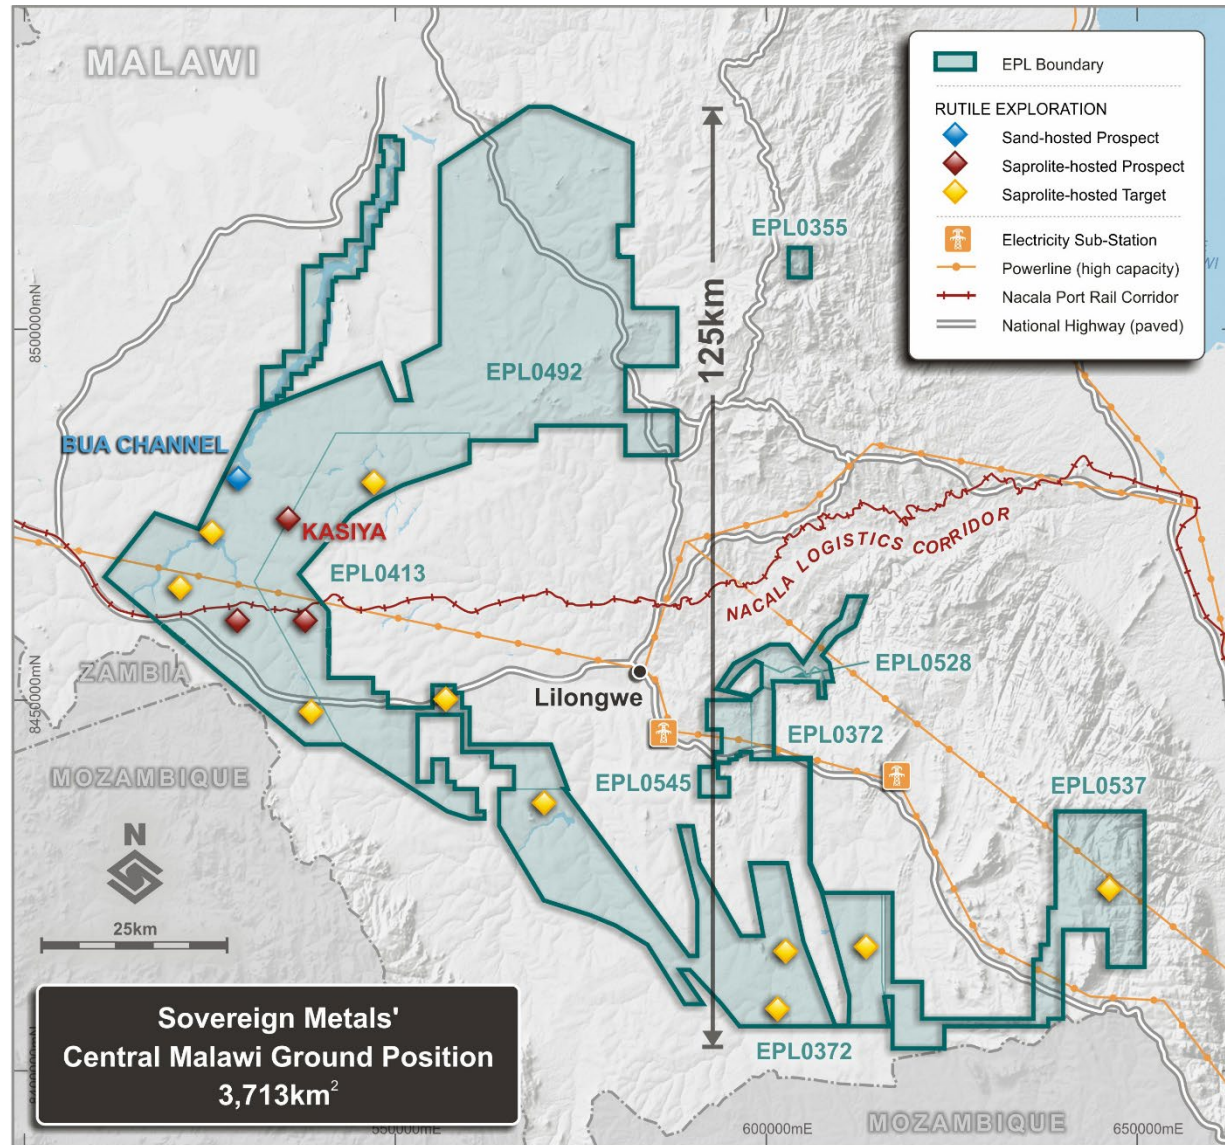 MALAWI
EPL Boundary
RUTILE EXPLORATION
Sand-hosted Prospect
Saprolite-hosted Prospect
Saprolite-hosted Target
Electricity Sub-Station
Powerline (high capacity)
Nacala Port Rail Corridor
National Highway (paved)
EPL0355
WI
8500000mN
125km
EPL0492
BUA CHANNEL
KASIYA
EPL0413
NACALA LOGISTICS CORRIDOR
ZAMBIA
Lilongwe
EPL0528
8450000mN
EPL0372
MOZAMBIQUE
EPL0545
EPL0537
N
25km
Sovereign Metals'
Central Malawi Ground Position
3,713km²
EPL0372
MOZAMBIQUE
550000mE
600000mE
650000mE